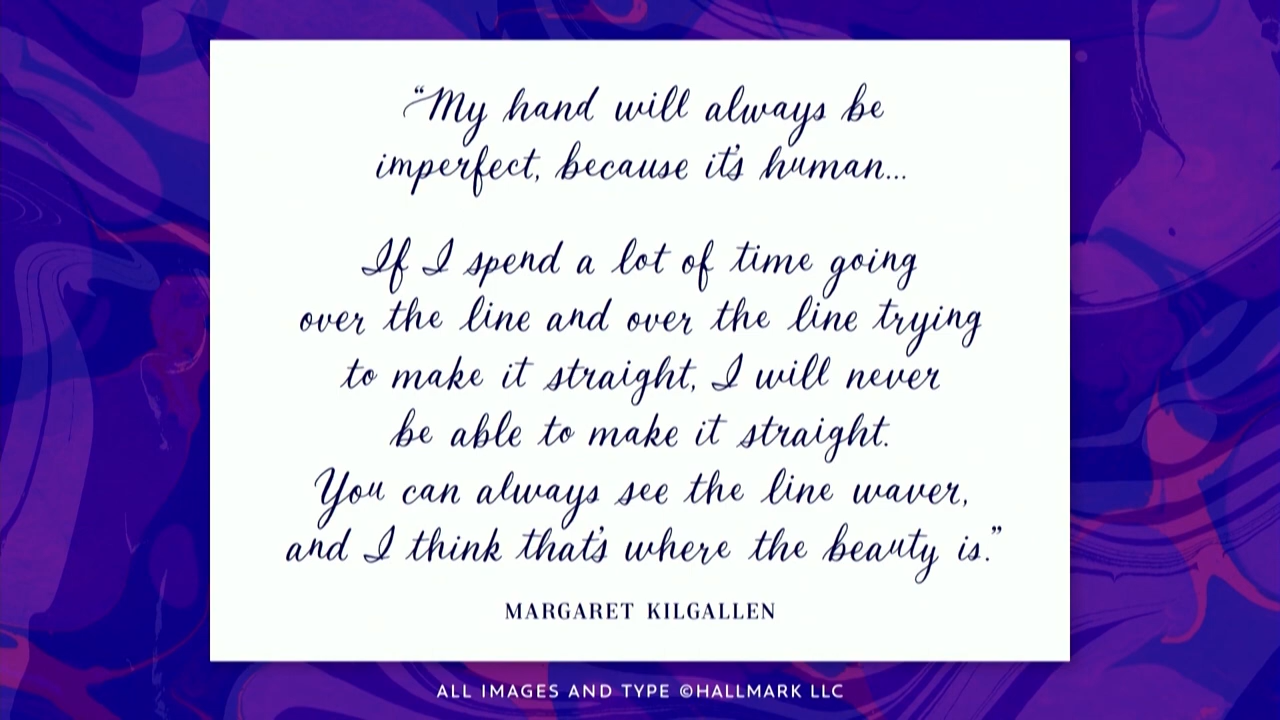 “My hand will always be
imperfect, because it's human...
If I spend a lot of time going
over the line and over the line trying
to make it straight, I will never
be able to make it straight.
You can always see the line waver,
and I think that's where the beauty is.”
MARGARET KILGALLEN
ALL IMAGES AND TYPE ©HALLMARK LLC